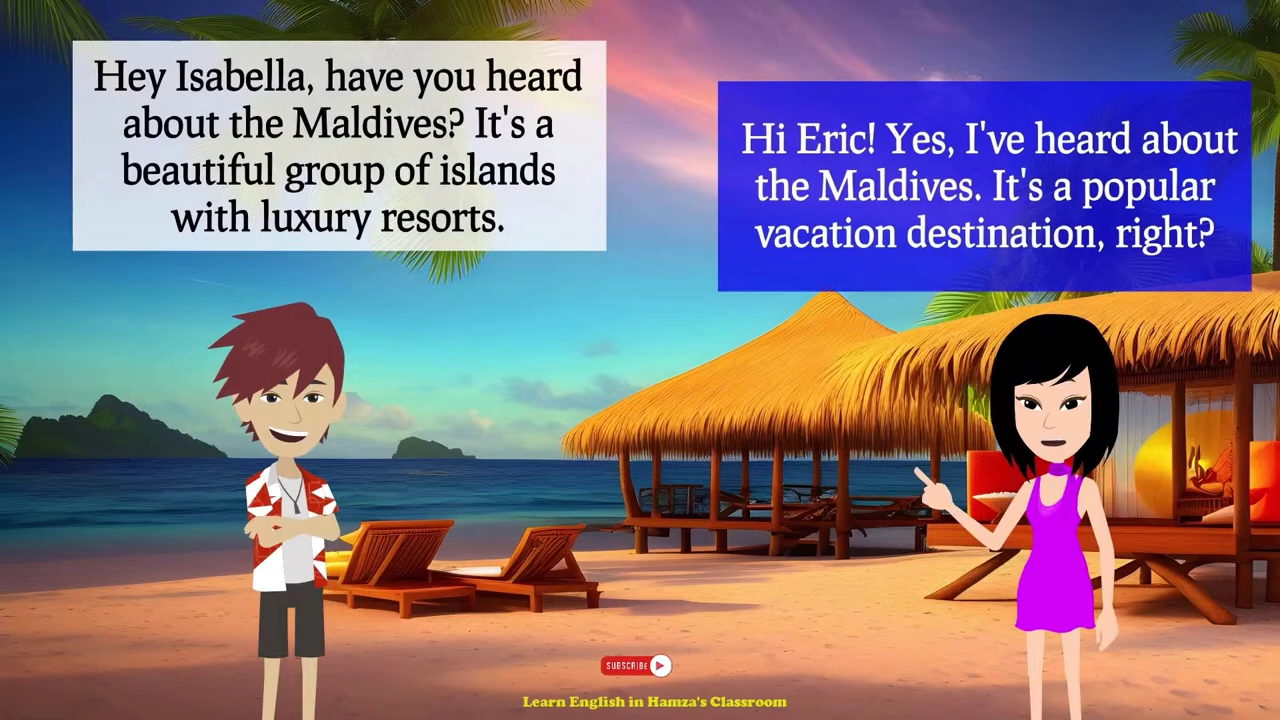 Hey Isabella, have you heard
about the Maldives? It's a
beautiful group of islands
with luxury resorts.
Hi Eric! Yes, I've heard about
the Maldives. It's a popular
vacation destination, right?
SUBSCRIBE
Learn English in Hamza's Classroom